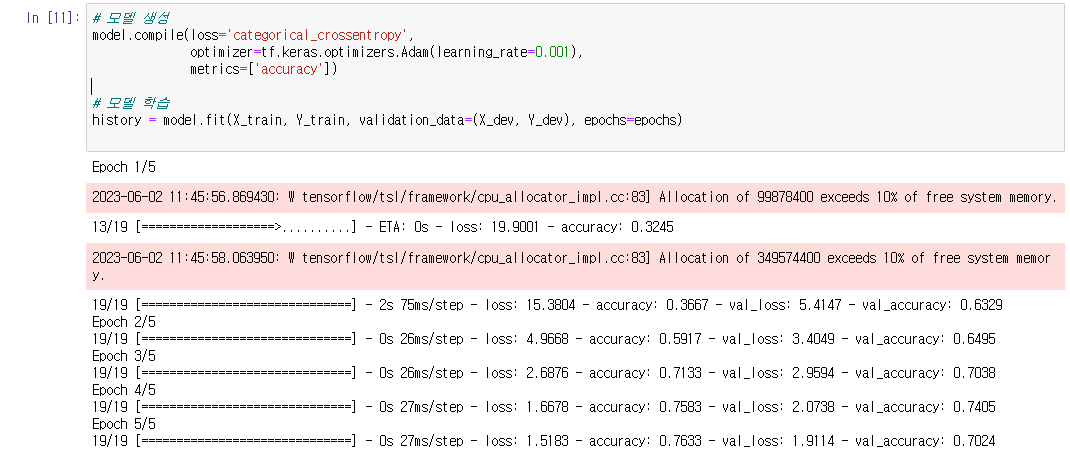 In [11]:
# 모델 생성
model.compile(loss='categorical_crossentropy',
optimizer=tf.keras.optimizers.Adam(learning_rate=0.001),
metrics=['accuracy'])
# 모델 학습
history = model.fit(X_train, Y_train, validation_data=(X_dev, Y_dev), epochs=epochs)
Epoch 1/5
2023-06-02 11:45:56.869430: W tensorflow/tsl/framework/cpu_allocator_impl.cc:83] Allocation of 99878400 exceeds 10% of free system memory.
13/19 [===================>..........] - ETA: 0s - loss: 19.9001 - accuracy: 0.3245
2023-06-02 11:45:58.063950: W tensorflow/tsl/framework/cpu_allocator_impl.cc:83] Allocation of 349574400 exceeds 10% of free system memor
y.
19/19 [==============================] - 2s 75ms/step - loss: 15.3804 - accuracy: 0.3667 - val_loss: 5.4147 - val_accuracy: 0.6329
Epoch 2/5
19/19 [==============================] - 0s 26ms/step - loss: 4.9668 - accuracy: 0.5917 - val_loss: 3.4049 - val_accuracy: 0.6495
Epoch 3/5
19/19 [==============================] - 0s 26ms/step - loss: 2.6876 - accuracy: 0.7133 - val_loss: 2.9594 - val_accuracy: 0.7038
Epoch 4/5
19/19 [==============================] - 0s 27ms/step - loss: 1.6678 - accuracy: 0.7583 - val_loss: 2.0738 - val_accuracy: 0.7405
Epoch 5/5
19/19 [==============================] - 0s 27ms/step - loss: 1.5183 - accuracy: 0.7633 - val_loss: 1.9114 - val_accuracy: 0.7024